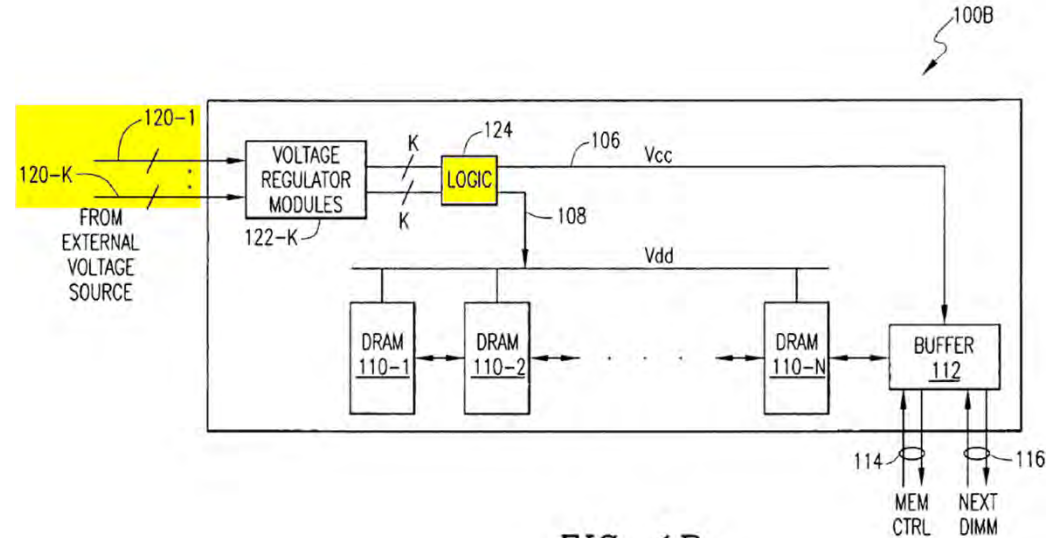 100B
120-1
120-K
FROM
EXTERNAL
VOLTAGE
SOURCE
VOLTAGE
REGULATOR
MODULES
122-K
K
K
124
LOGIC
106
Vcc
108
Vdd
DRAM
110-1
DRAM
110-2
DRAM
110-N
BUFFER
112
114
116
MEM
CTRL
NEXT
DIMM